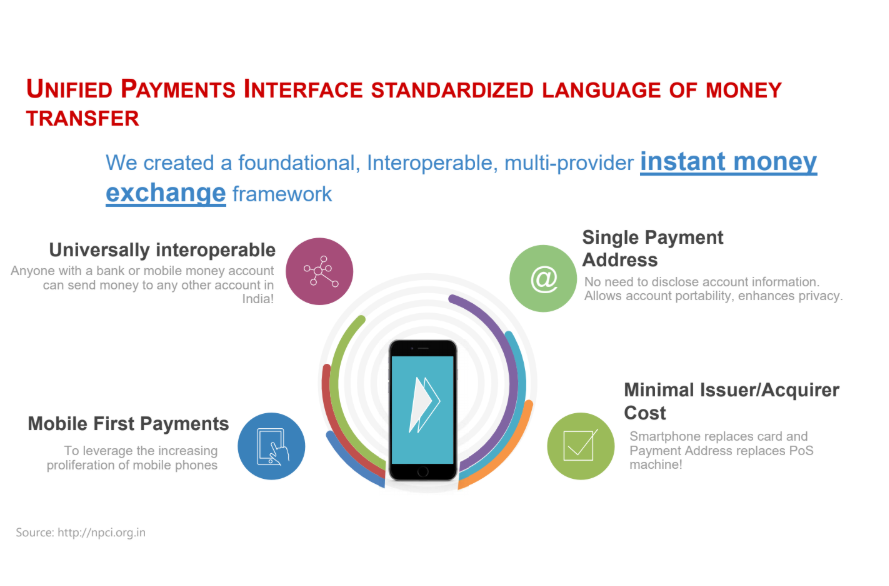 UNIFIED PAYMENTS INTERFACE STANDARDIZED LANGUAGE OF MONEY
TRANSFER
We created a foundational, Interoperable, multi-provider instant money
exchange framework
Universally interoperable
Anyone with a bank or mobile money account
can send money to any other account in
India!
@
Single Payment
Address
No need to disclose account information.
Allows account portability, enhances privacy.
Mobile First Payments
To leverage the increasing
proliferation of mobile phones
Minimal Issuer/Acquirer
Cost
Smartphone replaces card and
Payment Address replaces PoS
machine!
Source: http://npci.org.in